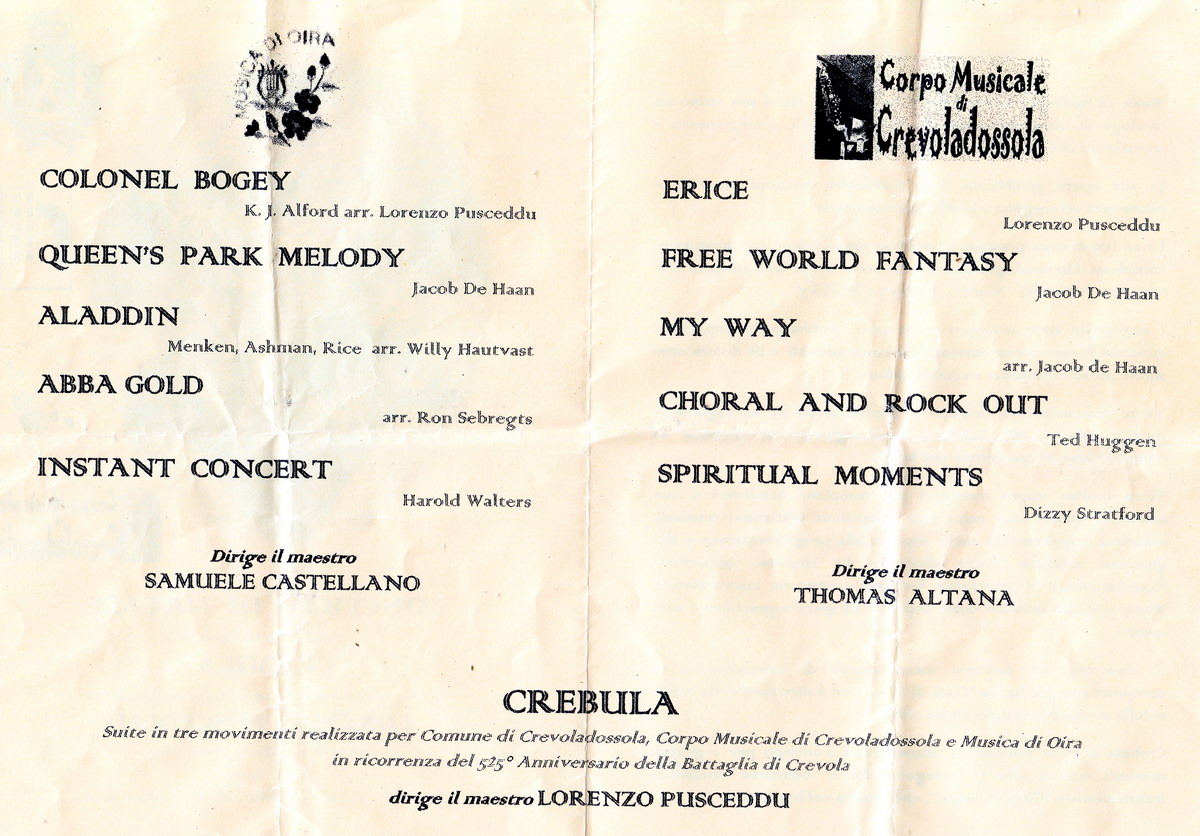 MUSICA DI OIRA
COLONEL BOGEY
K. J. Alford arr. Lorenzo Pusceddu
QUEEN'S PARK MELODY
Jacob De Haan
ALADDIN
Menken, Ashman, Rice arr. Willy Hautvast
ABBA GOLD
arr. Ron Sebregts
INSTANT CONCERT
Harold Walters
Dirige il maestro
SAMUELE CASTELLANO
Corpo Musicale
di
Crevoladossola
ERICE
Lorenzo Pusceddu
FREE WORLD FANTASY
Jacob De Haan
MY WAY
arr. Jacob de Haan
CHORAL AND ROCK OUT
Ted Huggen
SPIRITUAL MOMENTS
Dizzy Stratford
Dirige il maestro
THOMAS ALTANA
CREBULA
Suite in tre movimenti realizzata per Comune di Crevoladossola, Corpo Musicale di Crevoladossola e Musica di Oira
in ricorrenza del 525° Anniversario della Battaglia di Crevola
dirige il maestro LORENZO PUSCEDDU